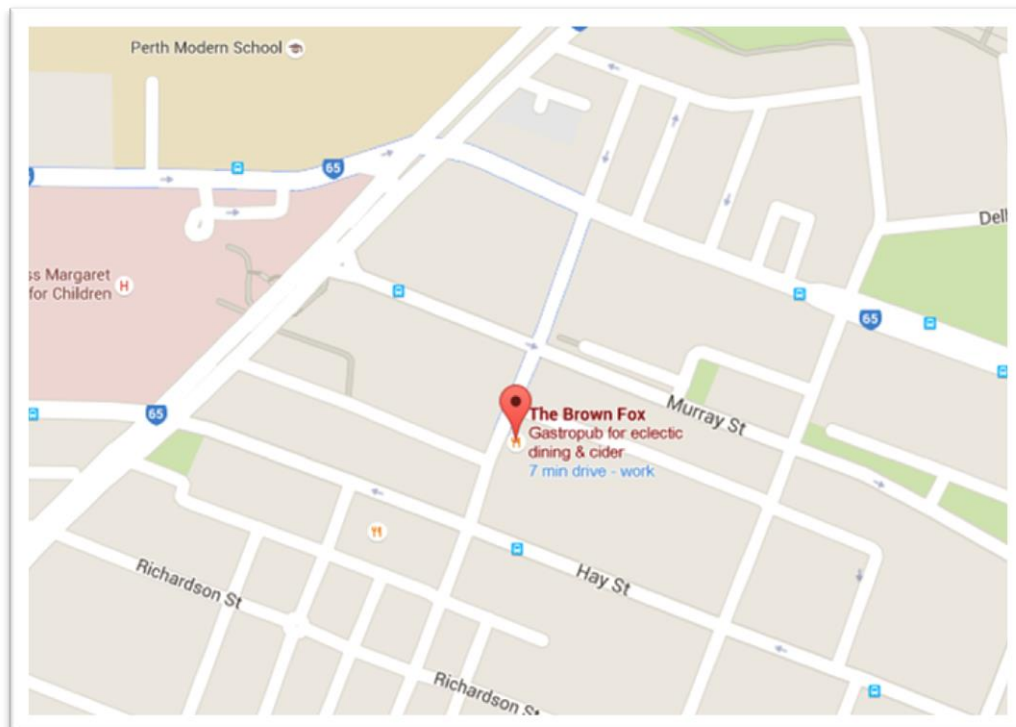 Perth Modern School
65
ss Margaret
for Children
H
65
65
Dell
The Brown Fox
Gastropub for eclectic
dining & cider
7 min drive - work
Murray St
Hay St
Richardson St
Richardson St